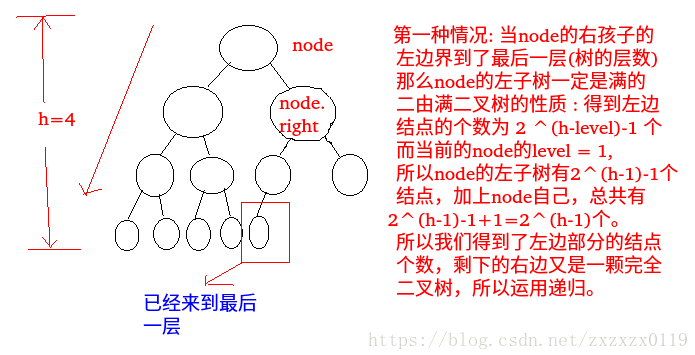 node
node.
right
h=4
已经来到最后
一层
第一种情况: 当node的右孩子的
左边界到了最后一层(树的层数)
那么node的左子树一定是满的
二由满二叉树的性质 : 得到左边
结点的个数为 2 ^(h-level)-1 个
而当前的node的level = 1,
所以node的左子树有2^(h-1)-1个
结点，加上node自己，总共有
2^(h-1)-1+1=2^(h-1)个。
所以我们得到了左边部分的结点
个数，剩下的右边又是一颗完全
二叉树，所以运用递归。
https://blog.csdn.net/zxzxzx0119